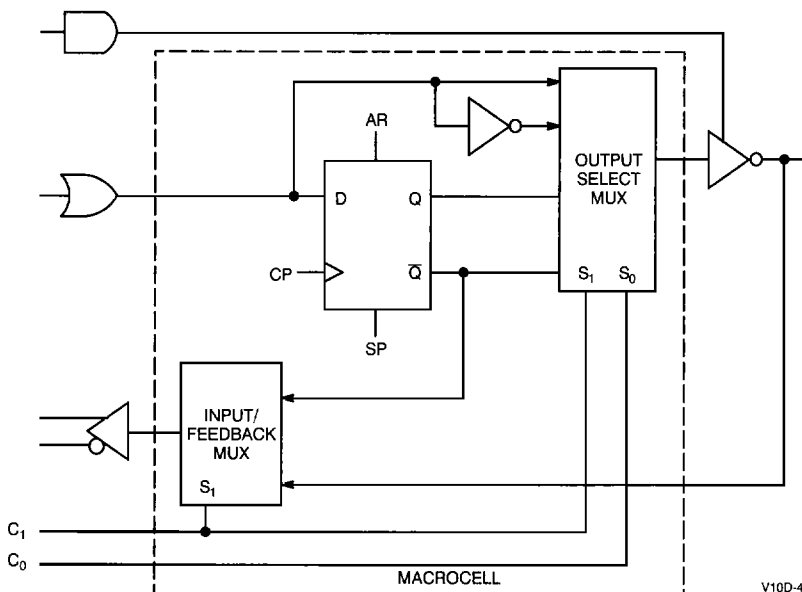 AR
OUTPUT
SELECT
MUX
D
Q
CP
Q̅
S₁ S₀
SP
INPUT/
FEEDBACK
MUX
S₁
C₁
C₀
MACROCELL
V10D-4